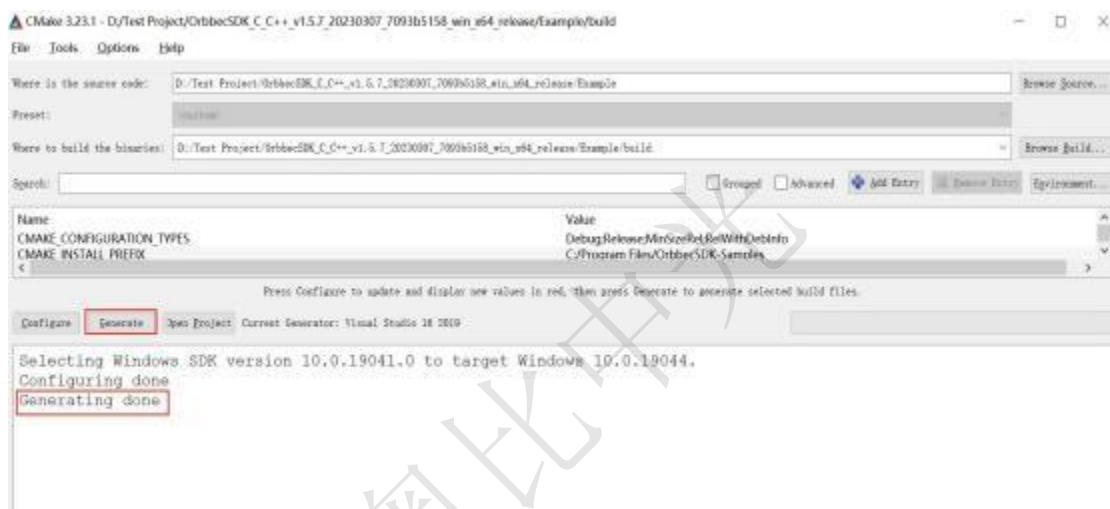 CMake 3.23.1 - D:/Test Project/OrbbecSDK_C_C++_v1.5.7_20230307_7093b5158_win_x64_release/Example/build
File Tools Options Help
Where is the source code: D:/Test Project/OrbbecSDK_C_C++_v1.5.7_20230307_7093b5158_win_x64_release/Example Browse Source...
Preset: <custom>
Where to build the binaries: D:/Test Project/OrbbecSDK_C_C++_v1.5.7_20230307_7093b5158_win_x64_release/Example/build Browse Build...
Search: Grouped Advanced Add Entry Remove Entry Environment...
Name Value
CMAKE_CONFIGURATION_TYPES Debug;Release;MinSizeRel;RelWithDebInfo
CMAKE_INSTALL_PREFIX C:/Program Files/OrbbecSDK-Samples
Press Configure to update and display new values in red, then press Generate to generate selected build files.
Configure Generate Open Project Current Generator: Visual Studio 16 2019
Selecting Windows SDK version 10.0.19041.0 to target Windows 10.0.19044.
Configuring done
Generating done
奥比中光